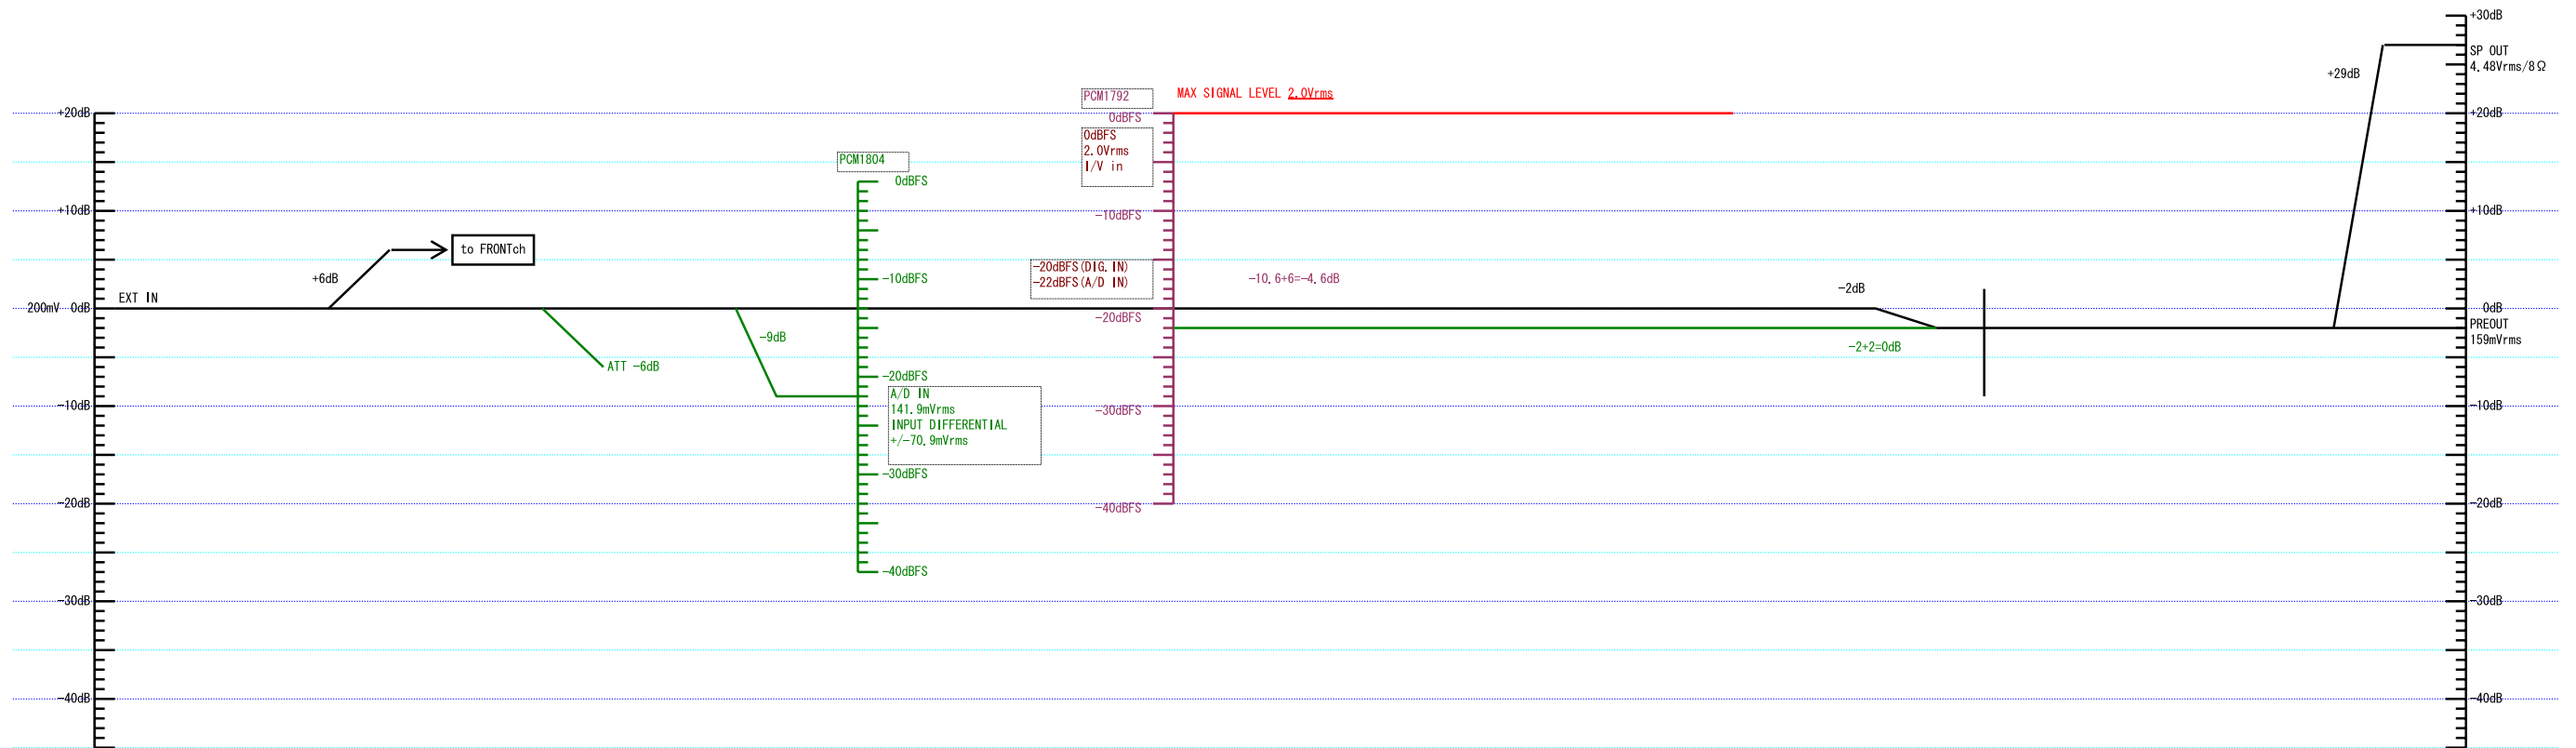 +30dB
SP OUT
4.48Vrms/8Ω
+29dB
PCM1792
MAX SIGNAL LEVEL 2.0Vrms
+20dB
0dBFS
+20dB
0dBFS
2.0Vrms
I/V in
PCM1804
0dBFS
+10dB
-10dBFS
+10dB
to FRONTch
+6dB
-10dBFS
-20dBFS(DIG.IN)
-22dBFS(A/D IN)
-10.6+6=-4.6dB
-2dB
EXT IN
200mV 0dB
-20dBFS
0dB
PREOUT
159mVrms
-9dB
-2+2=0dB
ATT -6dB
-20dBFS
A/D IN
141.9mVrms
INPUT DIFFERENTIAL
+/-70.9mVrms
-10dB
-30dBFS
-10dB
-30dBFS
-20dB
-40dBFS
-20dB
-40dBFS
-30dB
-30dB
-40dB
-40dB